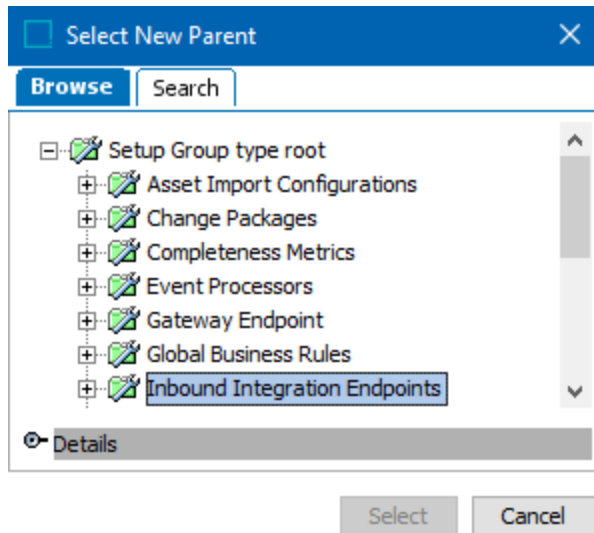 Select New Parent
Browse Search
Setup Group type root
Asset Import Configurations
Change Packages
Completeness Metrics
Event Processors
Gateway Endpoint
Global Business Rules
Inbound Integration Endpoints
Details
Select Cancel